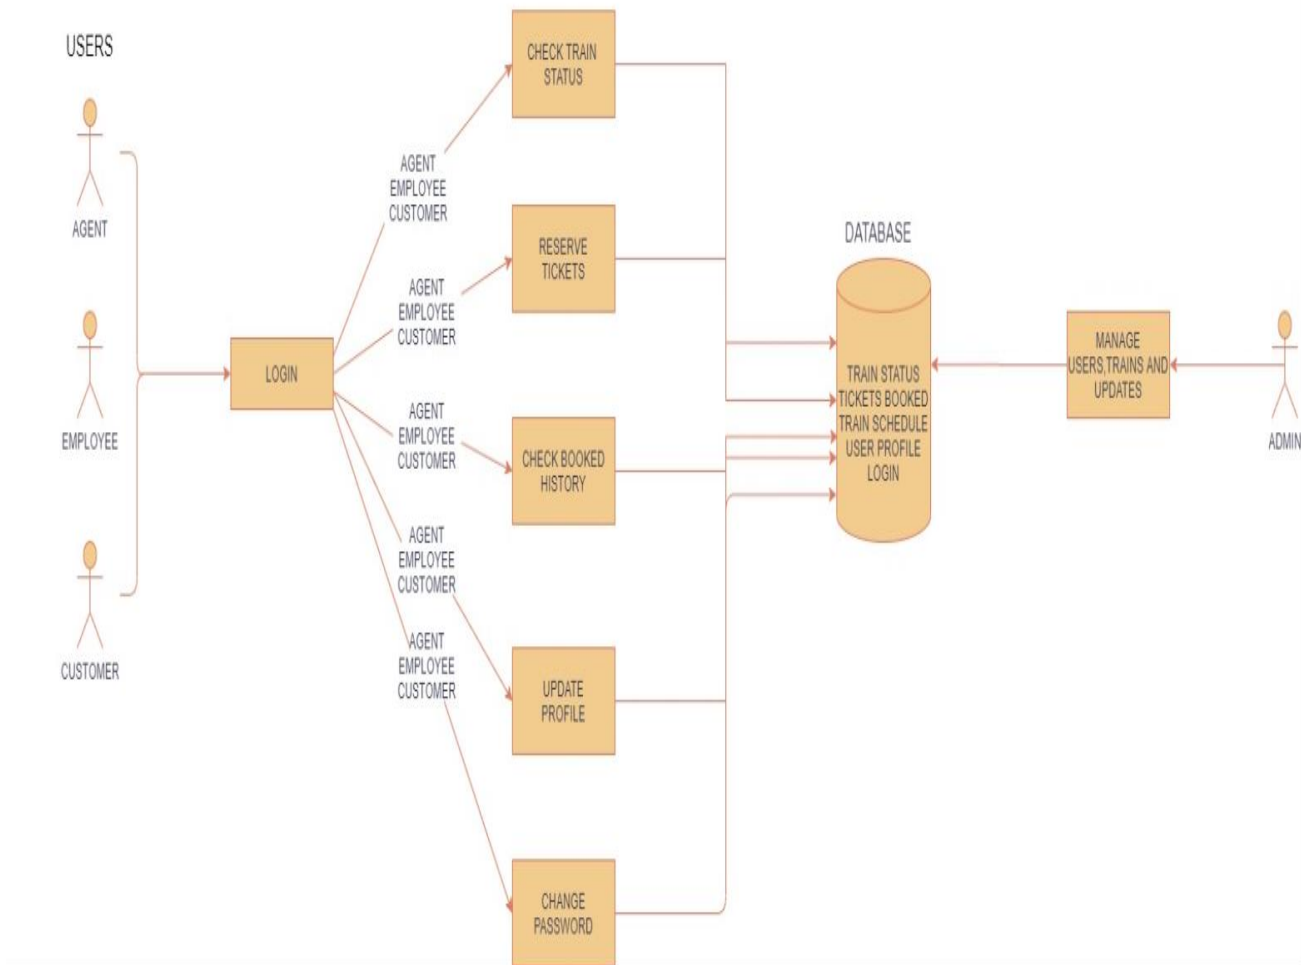 USERS
AGENT
EMPLOYEE
CUSTOMER
LOGIN
AGENT
EMPLOYEE
CUSTOMER
AGENT
EMPLOYEE
CUSTOMER
AGENT
EMPLOYEE
CUSTOMER
AGENT
EMPLOYEE
CUSTOMER
AGENT
EMPLOYEE
CUSTOMER
CHECK TRAIN
STATUS
RESERVE
TICKETS
CHECK BOOKED
HISTORY
UPDATE
PROFILE
CHANGE
PASSWORD
DATABASE
TRAIN STATUS
TICKETS BOOKED
TRAIN SCHEDULE
USER PROFILE
LOGIN
MANAGE
USERS,TRAINS AND
UPDATES
ADMIN